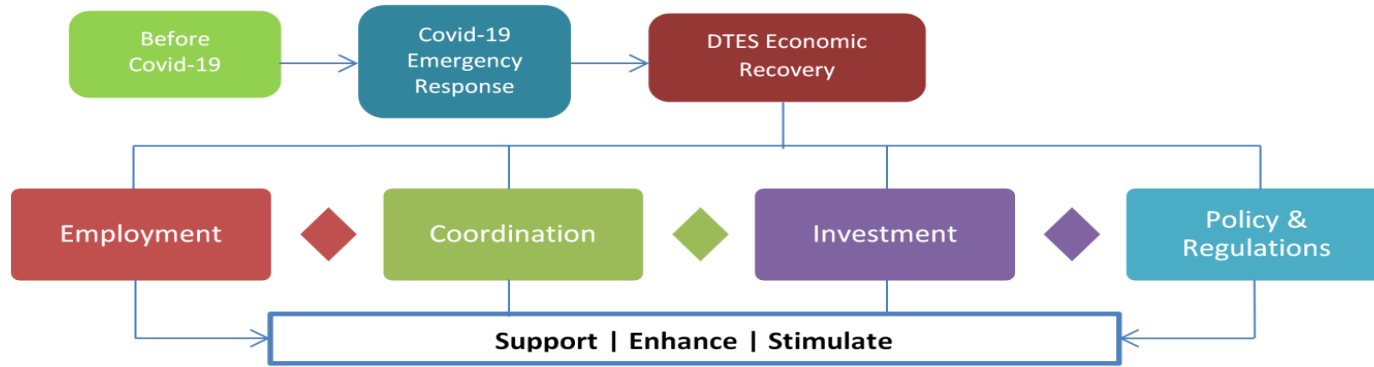 Before
Covid-19
Covid-19
Emergency
Response
DTES Economic
Recovery
Employment
Coordination
Investment
Policy &
Regulations
Support | Enhance | Stimulate